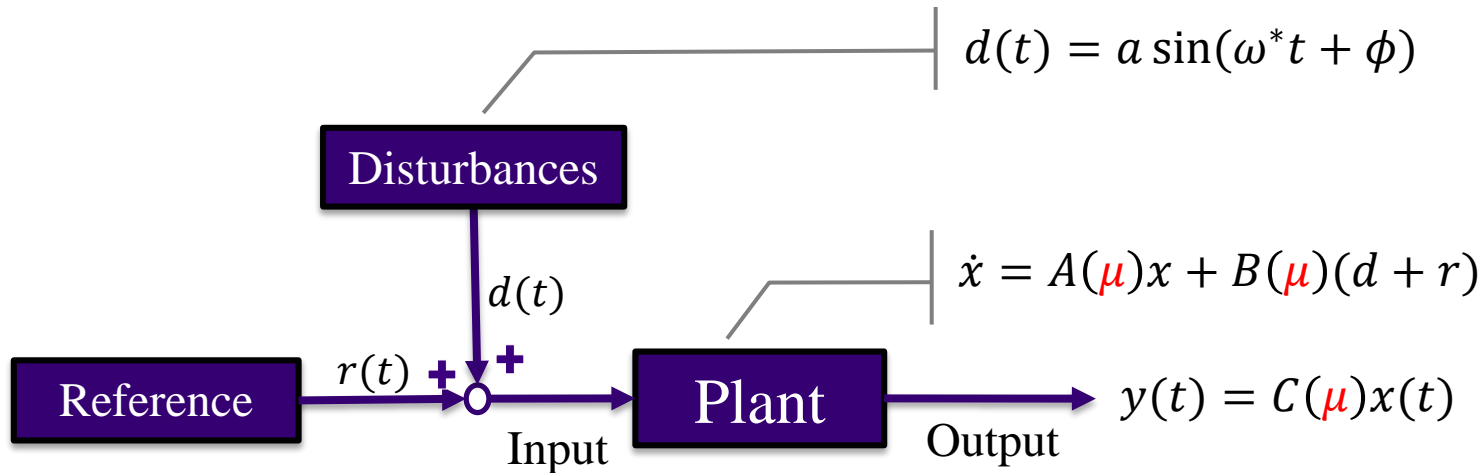 d(t) = a sin(ω*t + ϕ)
Disturbances
d(t)
ẋ = A(μ)x + B(μ)(d + r)
Reference
r(t)
+ +
Plant
y(t) = C(μ)x(t)
Input
Output